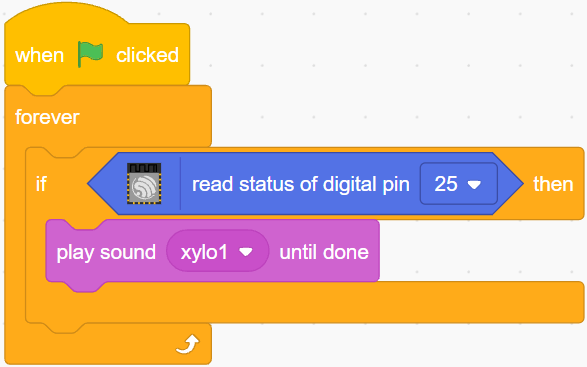 when clicked
forever
if read status of digital pin 25 then
play sound xylo1 until done